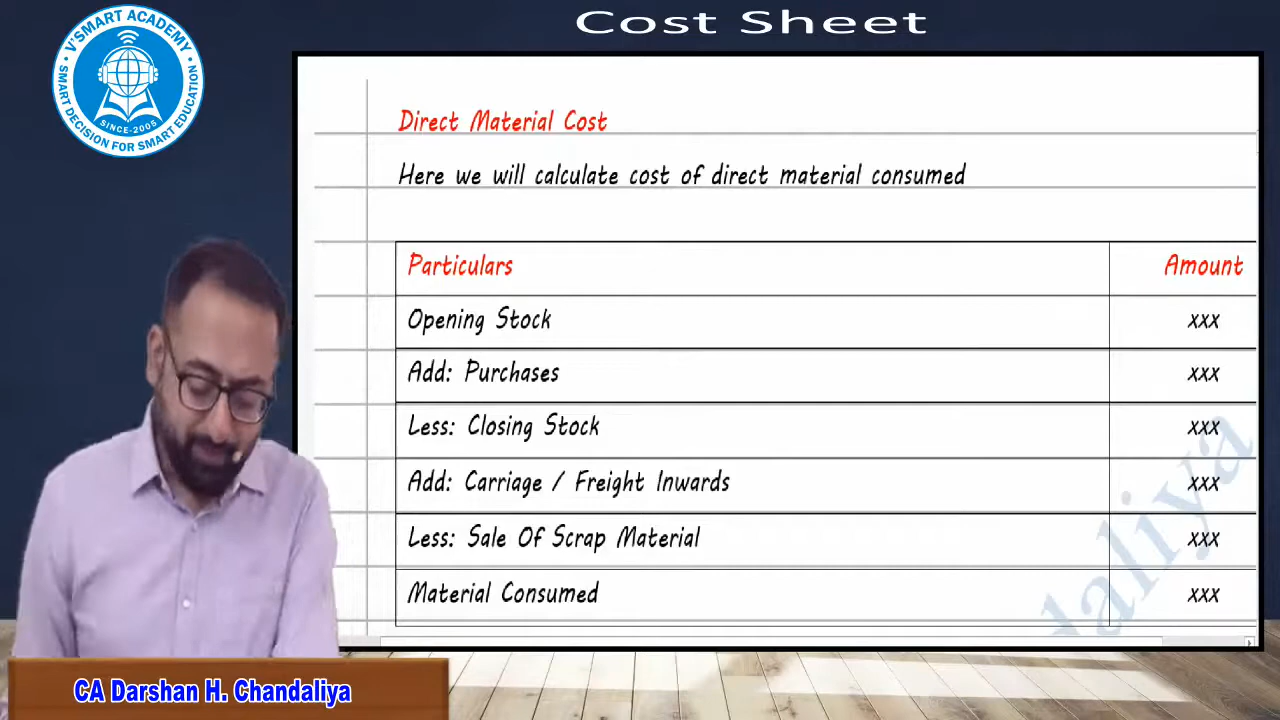 Cost Sheet
V'SMART ACADEMY
SINCE-2005
SMART DECISION FOR SMART EDUCATION
Direct Material Cost
Here we will calculate cost of direct material consumed
Particulars Amount
Opening Stock xxx
Add: Purchases xxx
Less: Closing Stock xxx
Add: Carriage / Freight Inwards xxx
Less: Sale Of Scrap Material xxx
Material Consumed xxx
daliya
CA Darshan H. Chandaliya